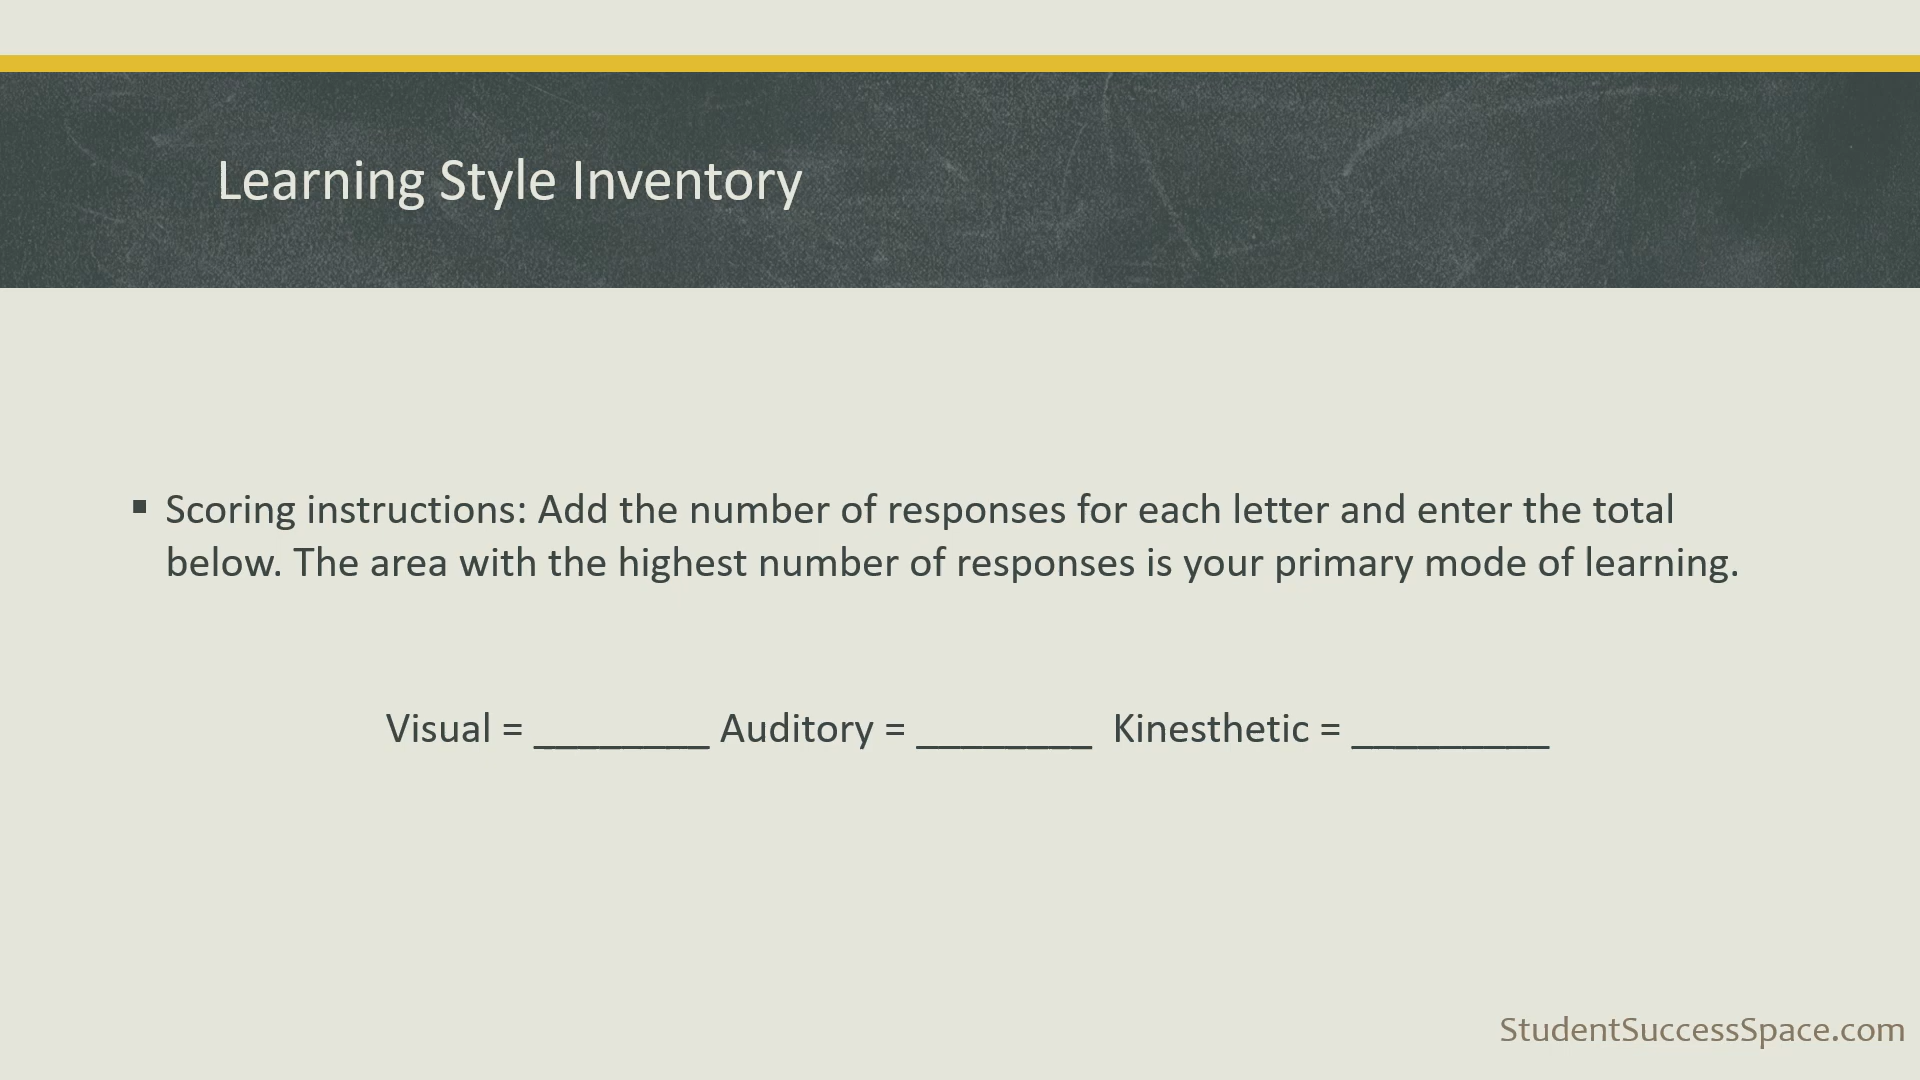 Learning Style Inventory
▪ Scoring instructions: Add the number of responses for each letter and enter the total
below. The area with the highest number of responses is your primary mode of learning.
Visual = ________ Auditory = ________ Kinesthetic = _________
StudentSuccessSpace.com